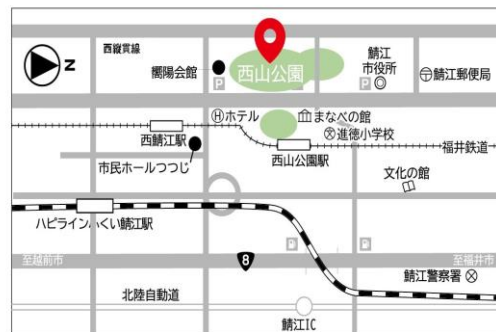 N
西縦貫線
嚮陽会館
P
西山公園
P
鯖江
市役所
鯖江郵便局
Hホテル
まなべの館
文進徳小学校
西鯖江駅
西山公園駅
福井鉄道
市民ホールつつじ
文化の館
ハピラインふくい鯖江駅
至越前市
8
至福井市
鯖江警察署
北陸自動道
鯖江IC